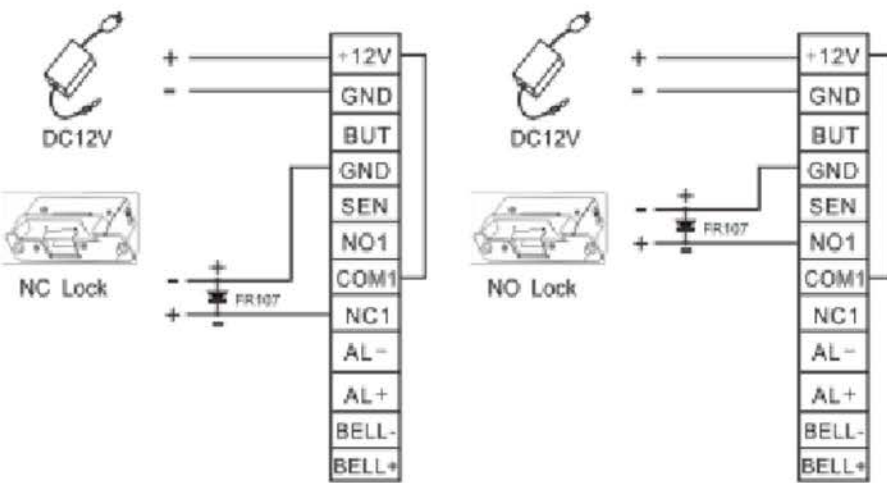 + +12V
- GND
DC12V
BUT
GND
SEN
NO1
NC Lock
- + COM1
FR107
+ - NC1
AL-
AL+
BELL-
BELL+
+ +12V
- GND
DC12V
BUT
GND
+
- SEN
FR107
+ - NO1
NO Lock
COM1
NC1
AL-
AL+
BELL-
BELL+